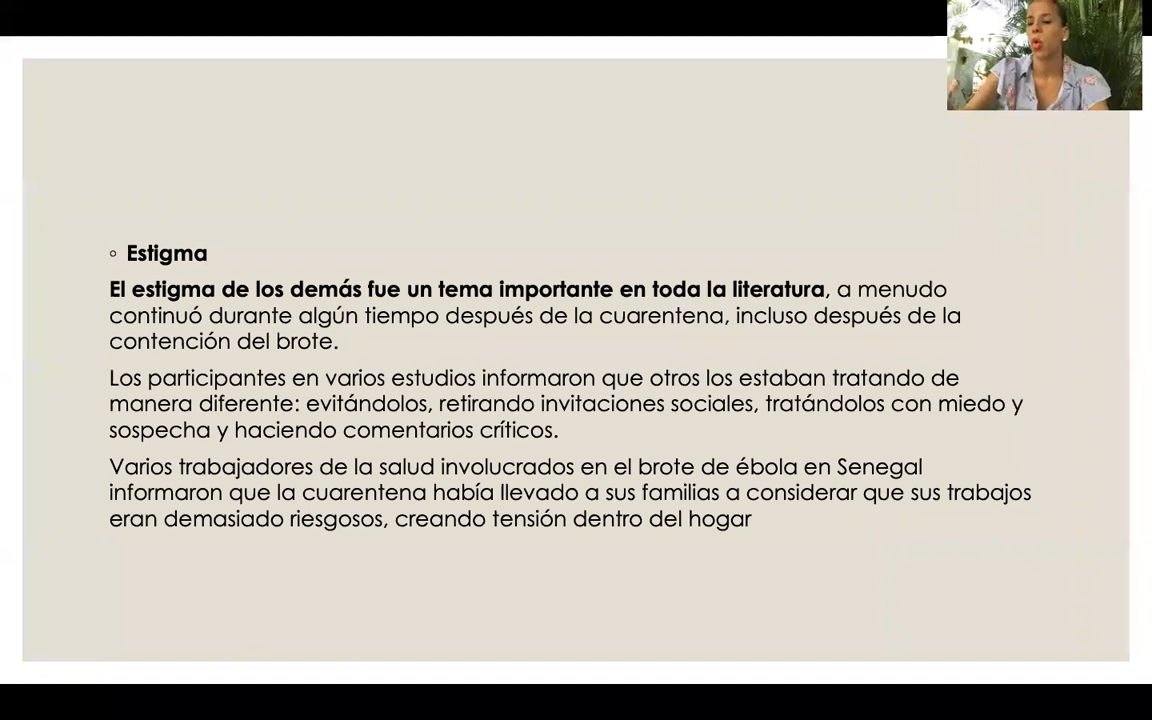 ◦ Estigma
El estigma de los demás fue un tema importante en toda la literatura, a menudo
continuó durante algún tiempo después de la cuarentena, incluso después de la
contención del brote.
Los participantes en varios estudios informaron que otros los estaban tratando de
manera diferente: evitándolos, retirando invitaciones sociales, tratándolos con miedo y
sospecha y haciendo comentarios críticos.
Varios trabajadores de la salud involucrados en el brote de ébola en Senegal
informaron que la cuarentena había llevado a sus familias a considerar que sus trabajos
eran demasiado riesgosos, creando tensión dentro del hogar